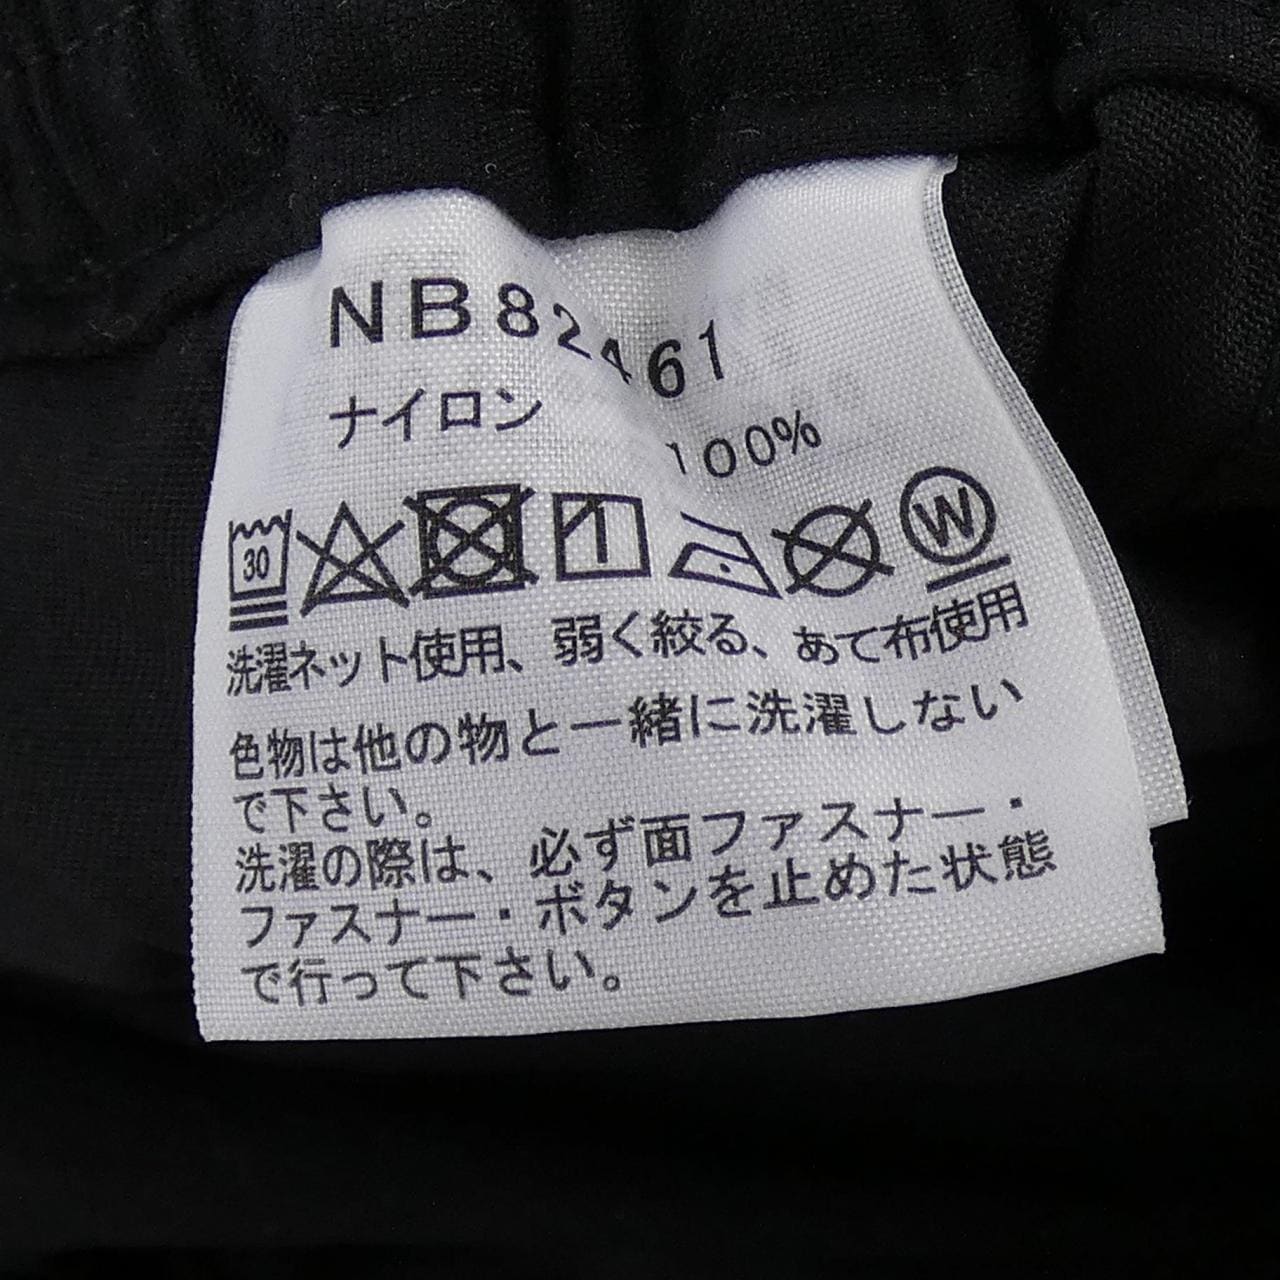 NB82461
ナイロン 100%
30 W
洗濯ネット使用、弱く絞る、あて布使用
色物は他の物と一緒に洗濯しない
で下さい。
洗濯の際は、必ず面ファスナー・
ファスナー・ボタンを止めた状態
で行って下さい。